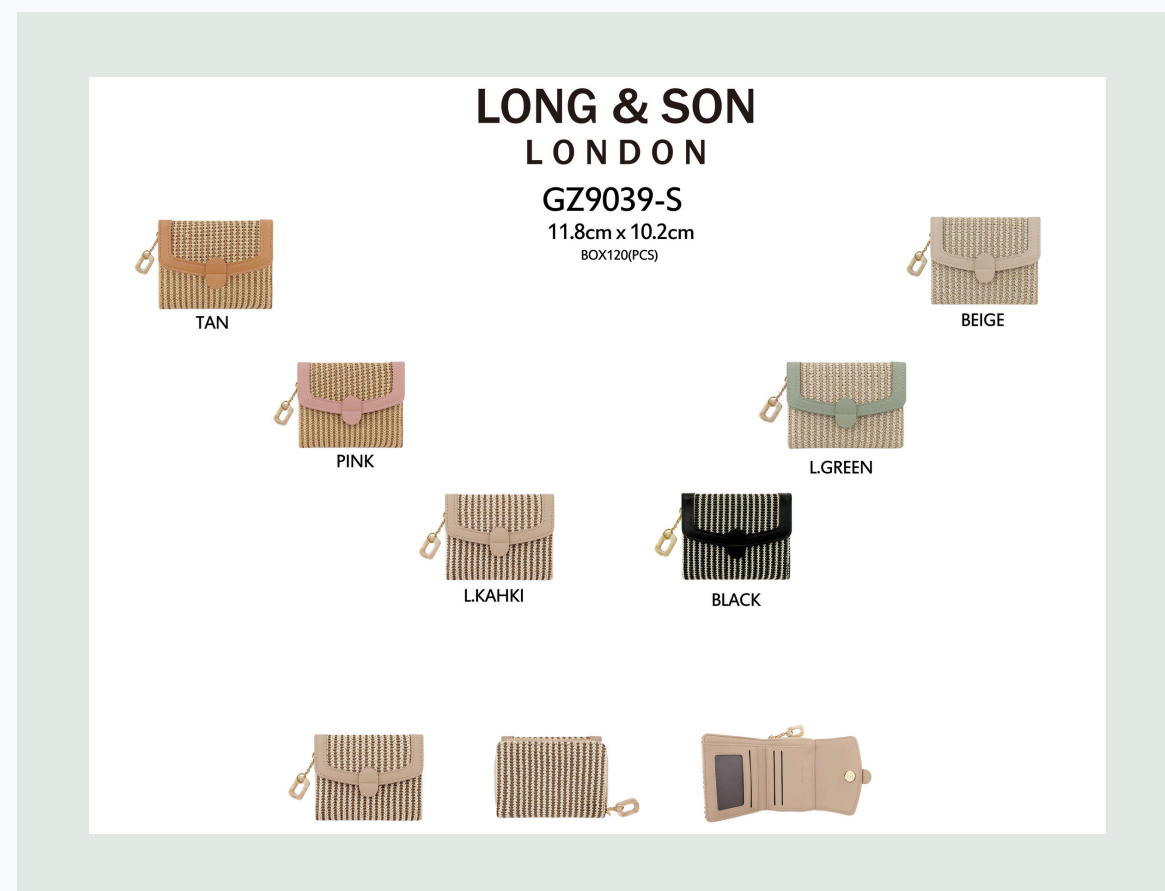 LONG & SON
LONDON
GZ9039-S
11.8cm x 10.2cm
BOX120(PCS)
TAN
BEIGE
PINK
L.GREEN
L.KAHKI
BLACK